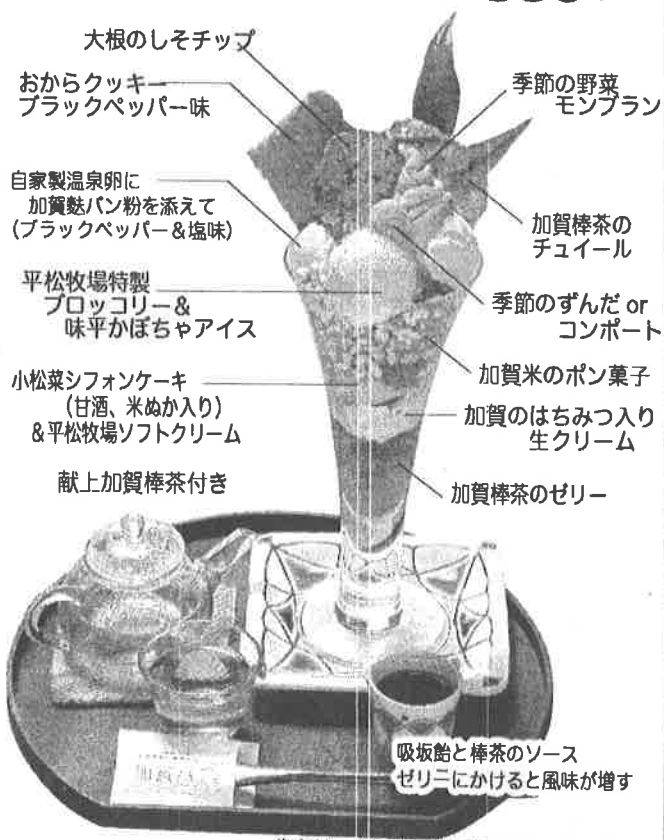 大根のしそチップ
おからクッキー
ブラックペッパー味
自家製温泉卵に
加賀麩パン粉を添えて
(ブラックペッパー&塩味)
平松牧場特製
ブロッコリー&
味平かぼちゃアイス
小松菜シフォンケーキ
(甘酒、米ぬか入り)
&平松牧場ソフトクリーム
献上加賀棒茶付き
季節の野菜
モンブラン
加賀棒茶の
チュイール
季節のずんだ or
コンポート
加賀米のポン菓子
加賀のはちみつ入り
生クリーム
加賀棒茶のゼリー
吸坂飴と棒茶のソース
ゼリーにかけると風味が増す